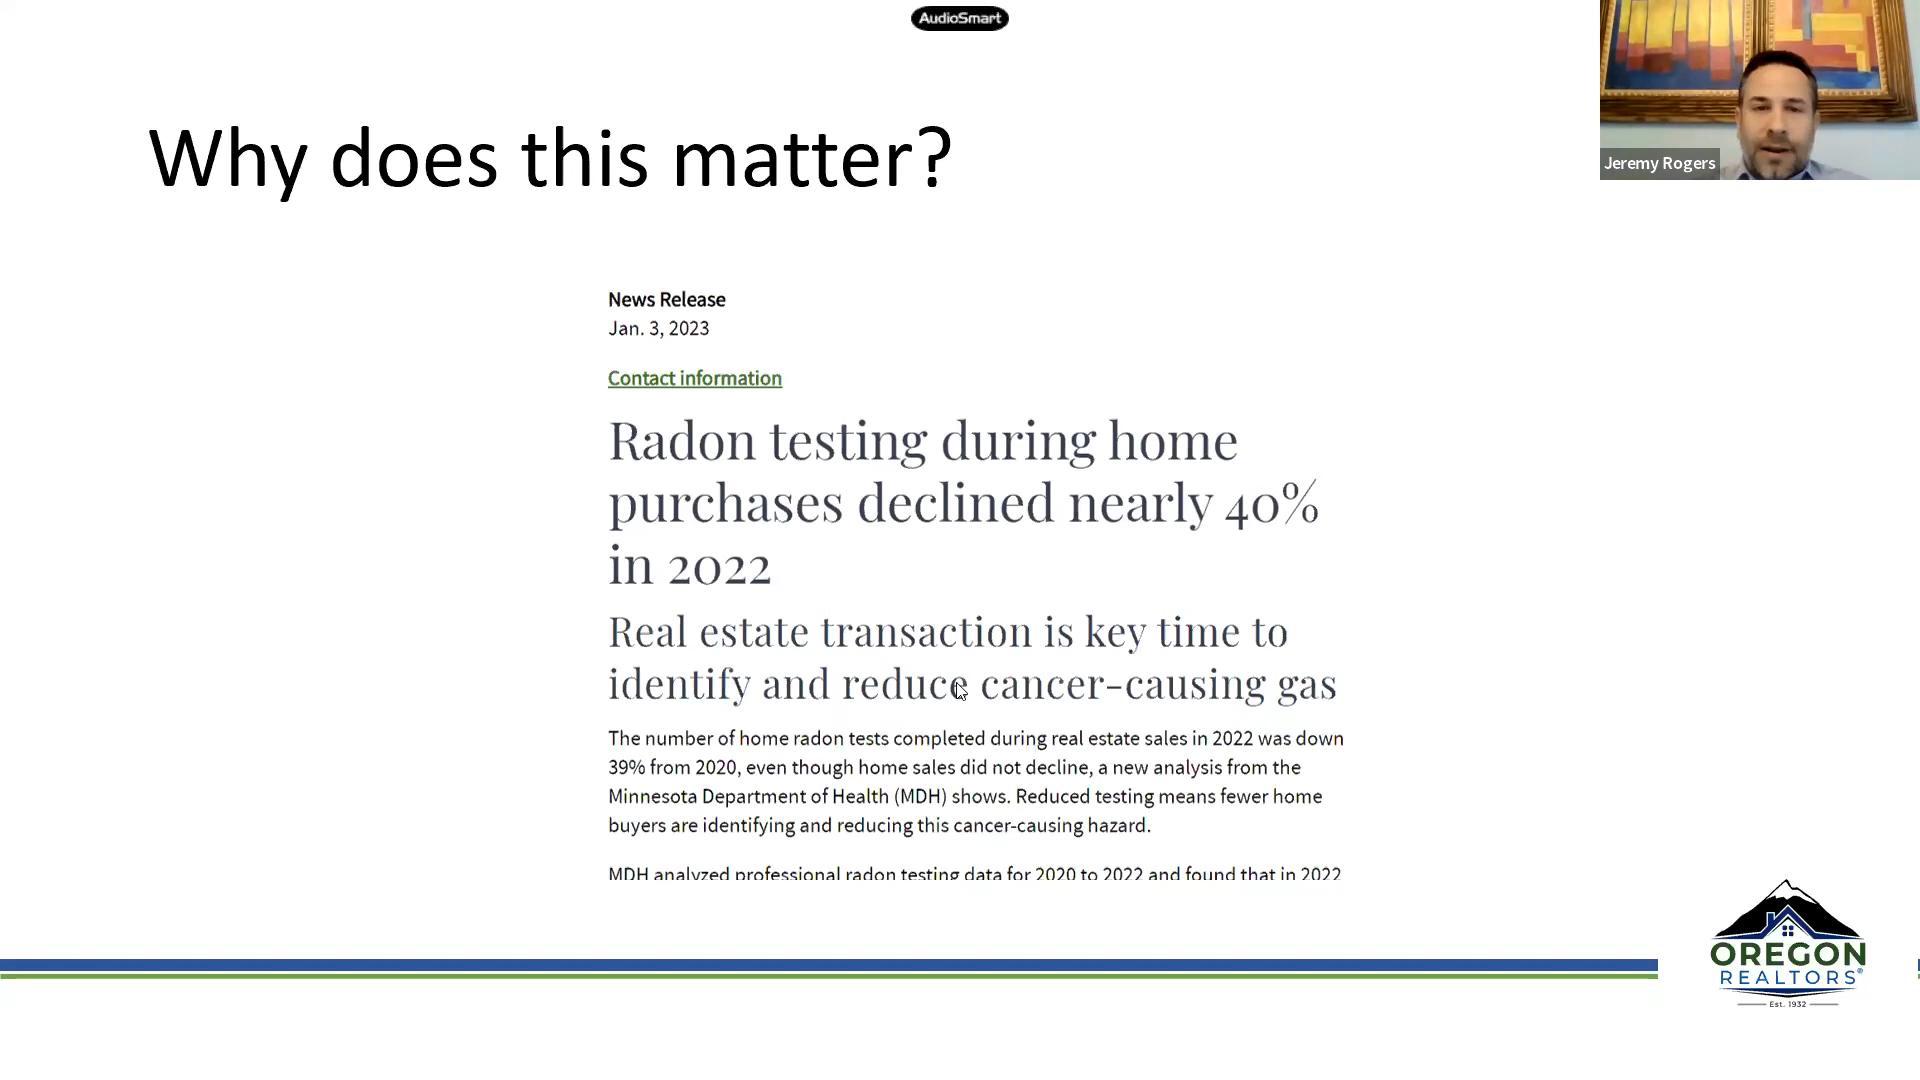 AudioSmart
Jeremy Rogers
Why does this matter?
News Release
Jan. 3, 2023
Contact information
Radon testing during home
purchases declined nearly 40%
in 2022
Real estate transaction is key time to
identify and reduce cancer-causing gas
The number of home radon tests completed during real estate sales in 2022 was down
39% from 2020, even though home sales did not decline, a new analysis from the
Minnesota Department of Health (MDH) shows. Reduced testing means fewer home
buyers are identifying and reducing this cancer-causing hazard.
MDH analyzed professional radon testing data for 2020 to 2022 and found that in 2022
OREGON
REALTORS®
Est. 1932